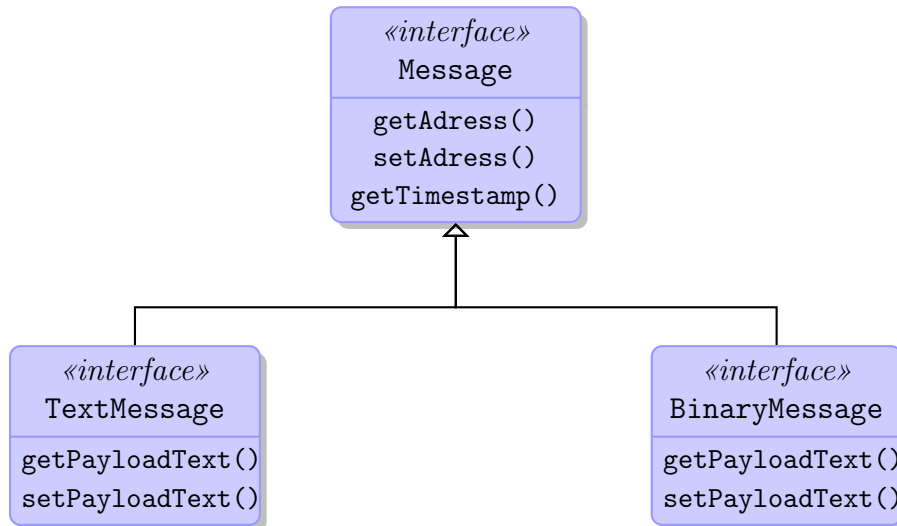 «interface»
Message
getAdress()
setAdress()
getTimestamp()
«interface»
TextMessage
getPayloadText()
setPayloadText()
«interface»
BinaryMessage
getPayloadText()
setPayloadText()